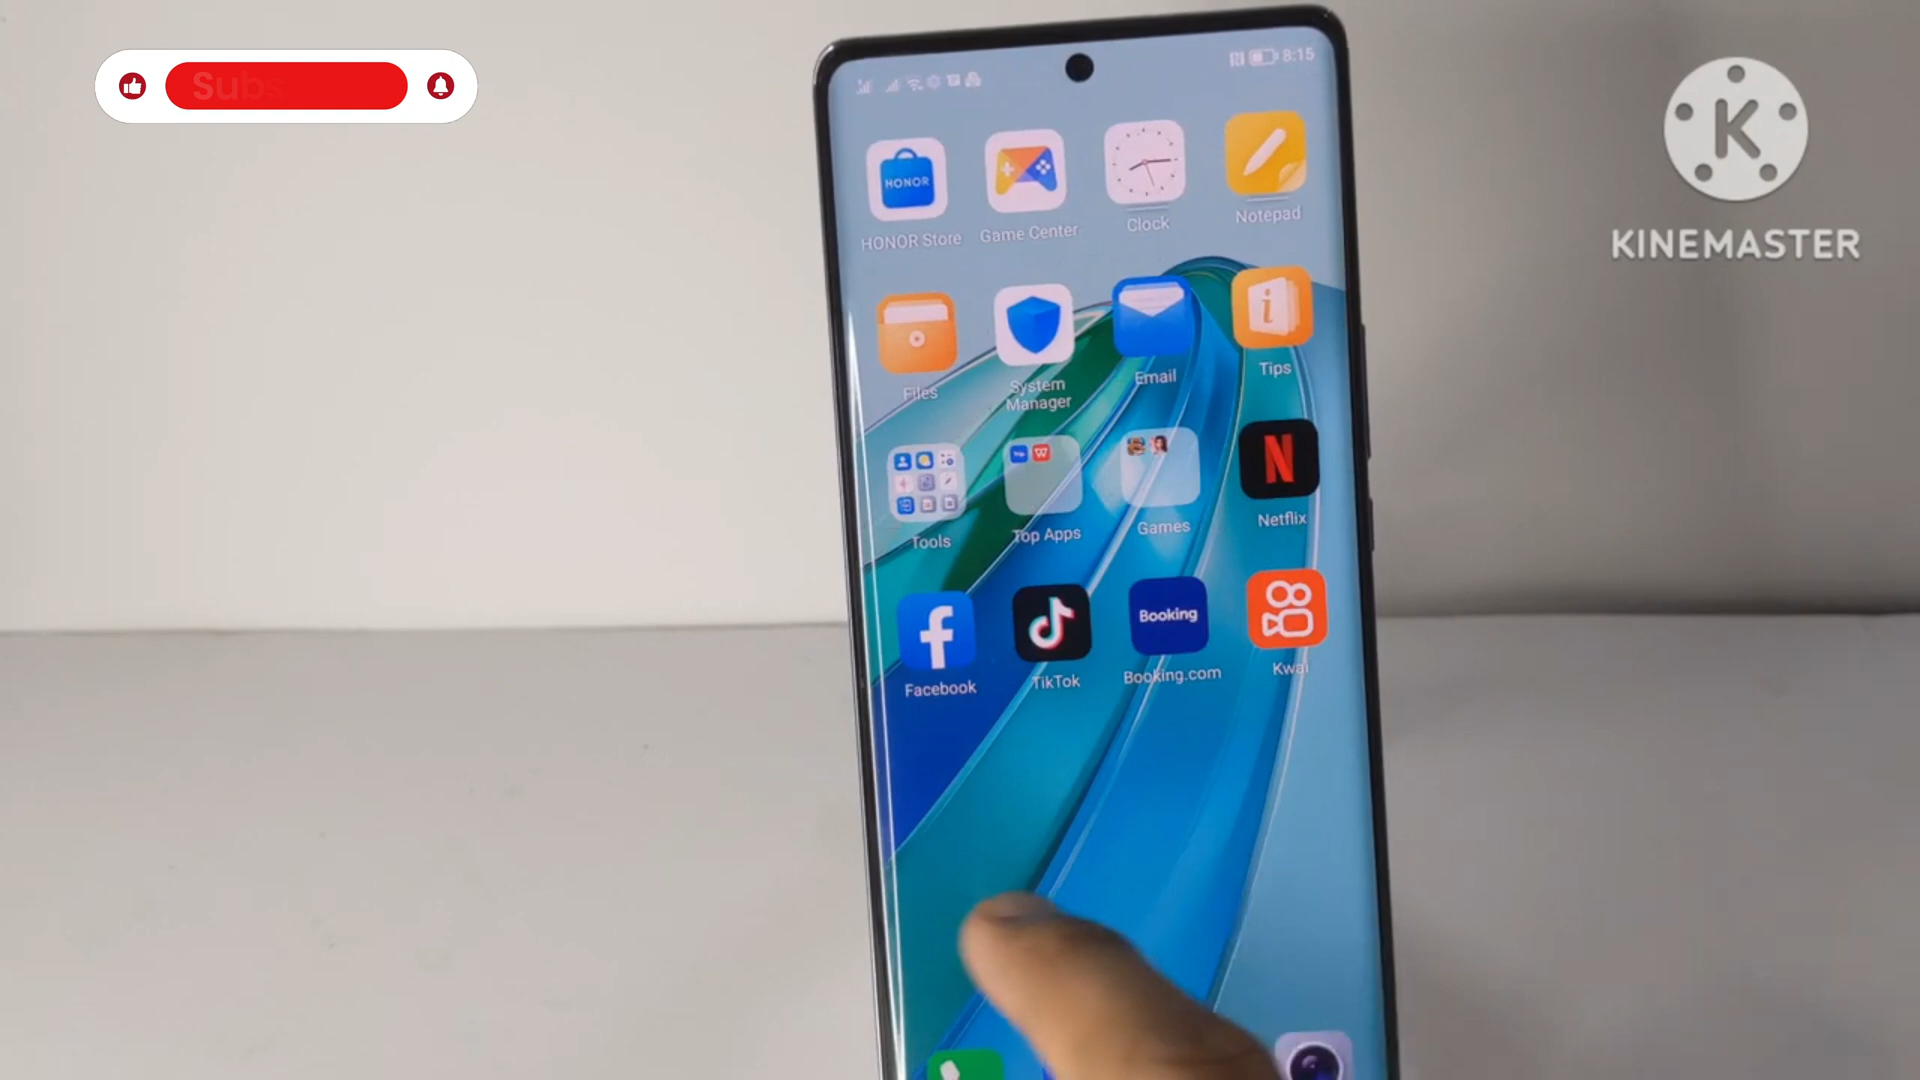 Subs
8:15
HONOR
K
KINEMASTER
HONOR Store
Game Center
Clock
Notepad
Files
System
Manager
Email
Tips
Tools
Top Apps
Games
N
Netflix
Booking
Facebook
TikTok
Booking.com
Kwai